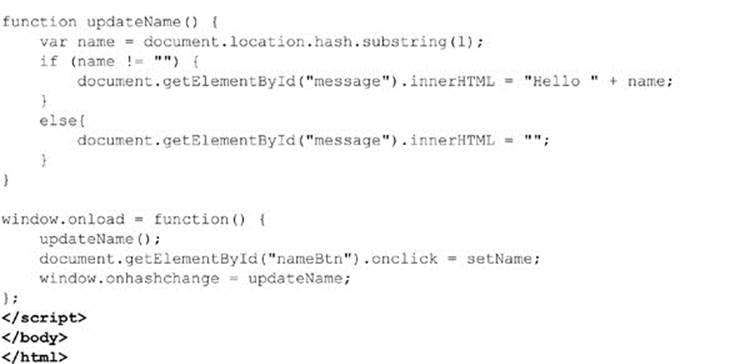 function updateName() {
    var name = document.location.hash.substring(1);
    if (name != "") {
        document.getElementById("message").innerHTML = "Hello " + name;
    }
    else{
        document.getElementById("message").innerHTML = "";
    }
}

window.onload = function() {
    updateName();
    document.getElementById("nameBtn").onclick = setName;
    window.onhashchange = updateName;
};
</script>
</body>
</html>